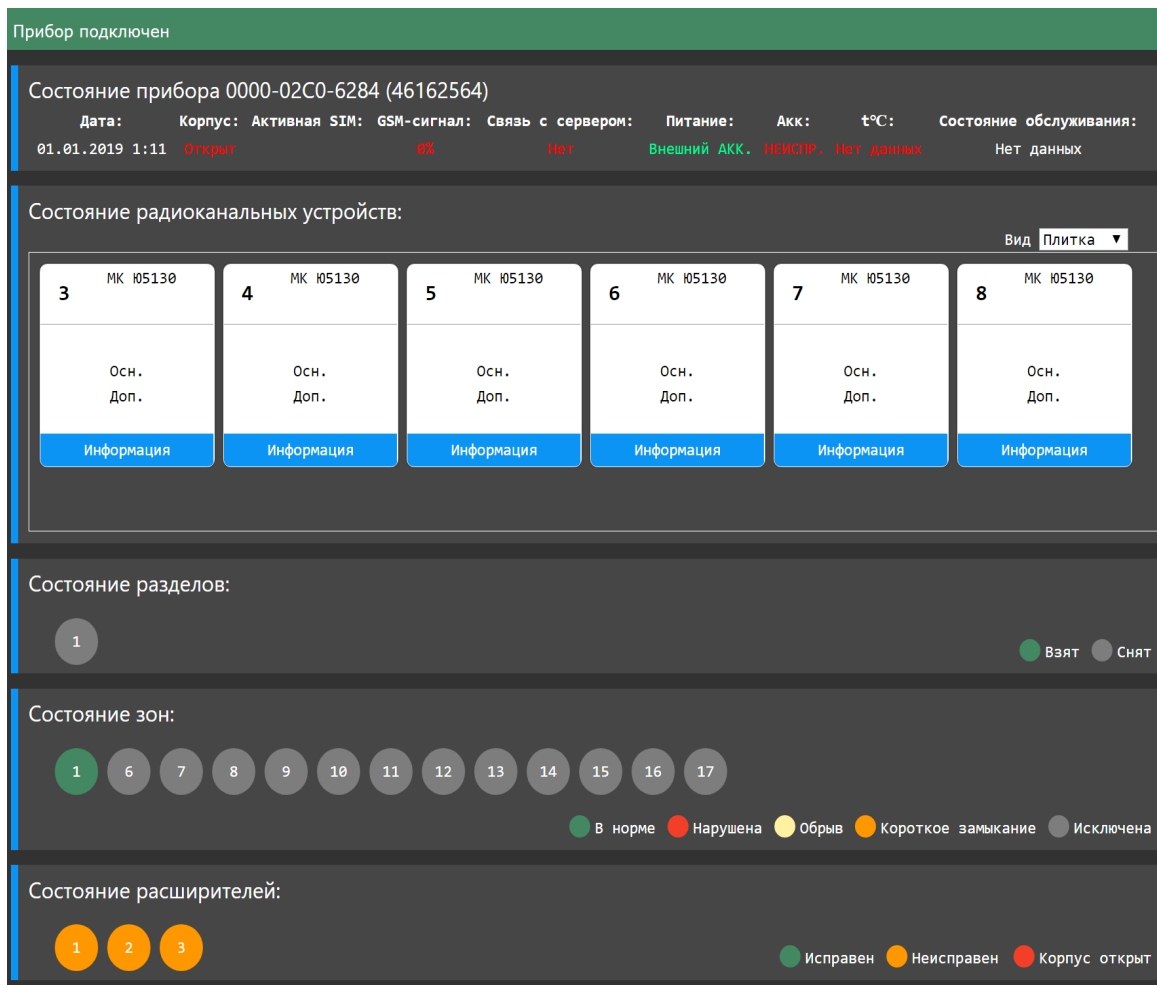 Прибор подключен
Состояние прибора 0000-02C0-6284 (46162564)
Дата: Корпус: Активная SIM: GSM-сигнал: Связь с сервером: Питание: Акк: t°C: Состояние обслуживания:
01.01.2019 1:11 Открыт 0% Нет Внешний АКК. НЕИСПР. Нет данных Нет данных
Состояние радиоканальных устройств:
Вид Плитка ▼
3 МК Ю5130 4 МК Ю5130 5 МК Ю5130 6 МК Ю5130 7 МК Ю5130 8 МК Ю5130
Осн. Осн. Осн. Осн. Осн. Осн.
Доп. Доп. Доп. Доп. Доп. Доп.
Информация Информация Информация Информация Информация Информация
Состояние разделов:
1
Взят Снят
Состояние зон:
1 6 7 8 9 10 11 12 13 14 15 16 17
В норме Нарушена Обрыв Короткое замыкание Исключена
Состояние расширителей:
1 2 3
Исправен Неисправен Корпус открыт